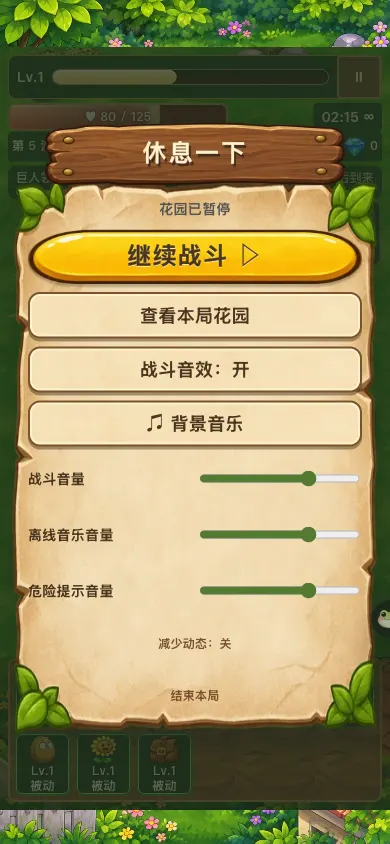 Lv.1
80 / 125
02:15 ∞
第 5
0
休息一下
花园已暂停
继续战斗 ▷
查看本局花园
战斗音效：开
♫ 背景音乐
战斗音量
离线音乐音量
危险提示音量
减少动态：关
结束本局
Lv.1 Lv.1 Lv.1
被动 被动 被动